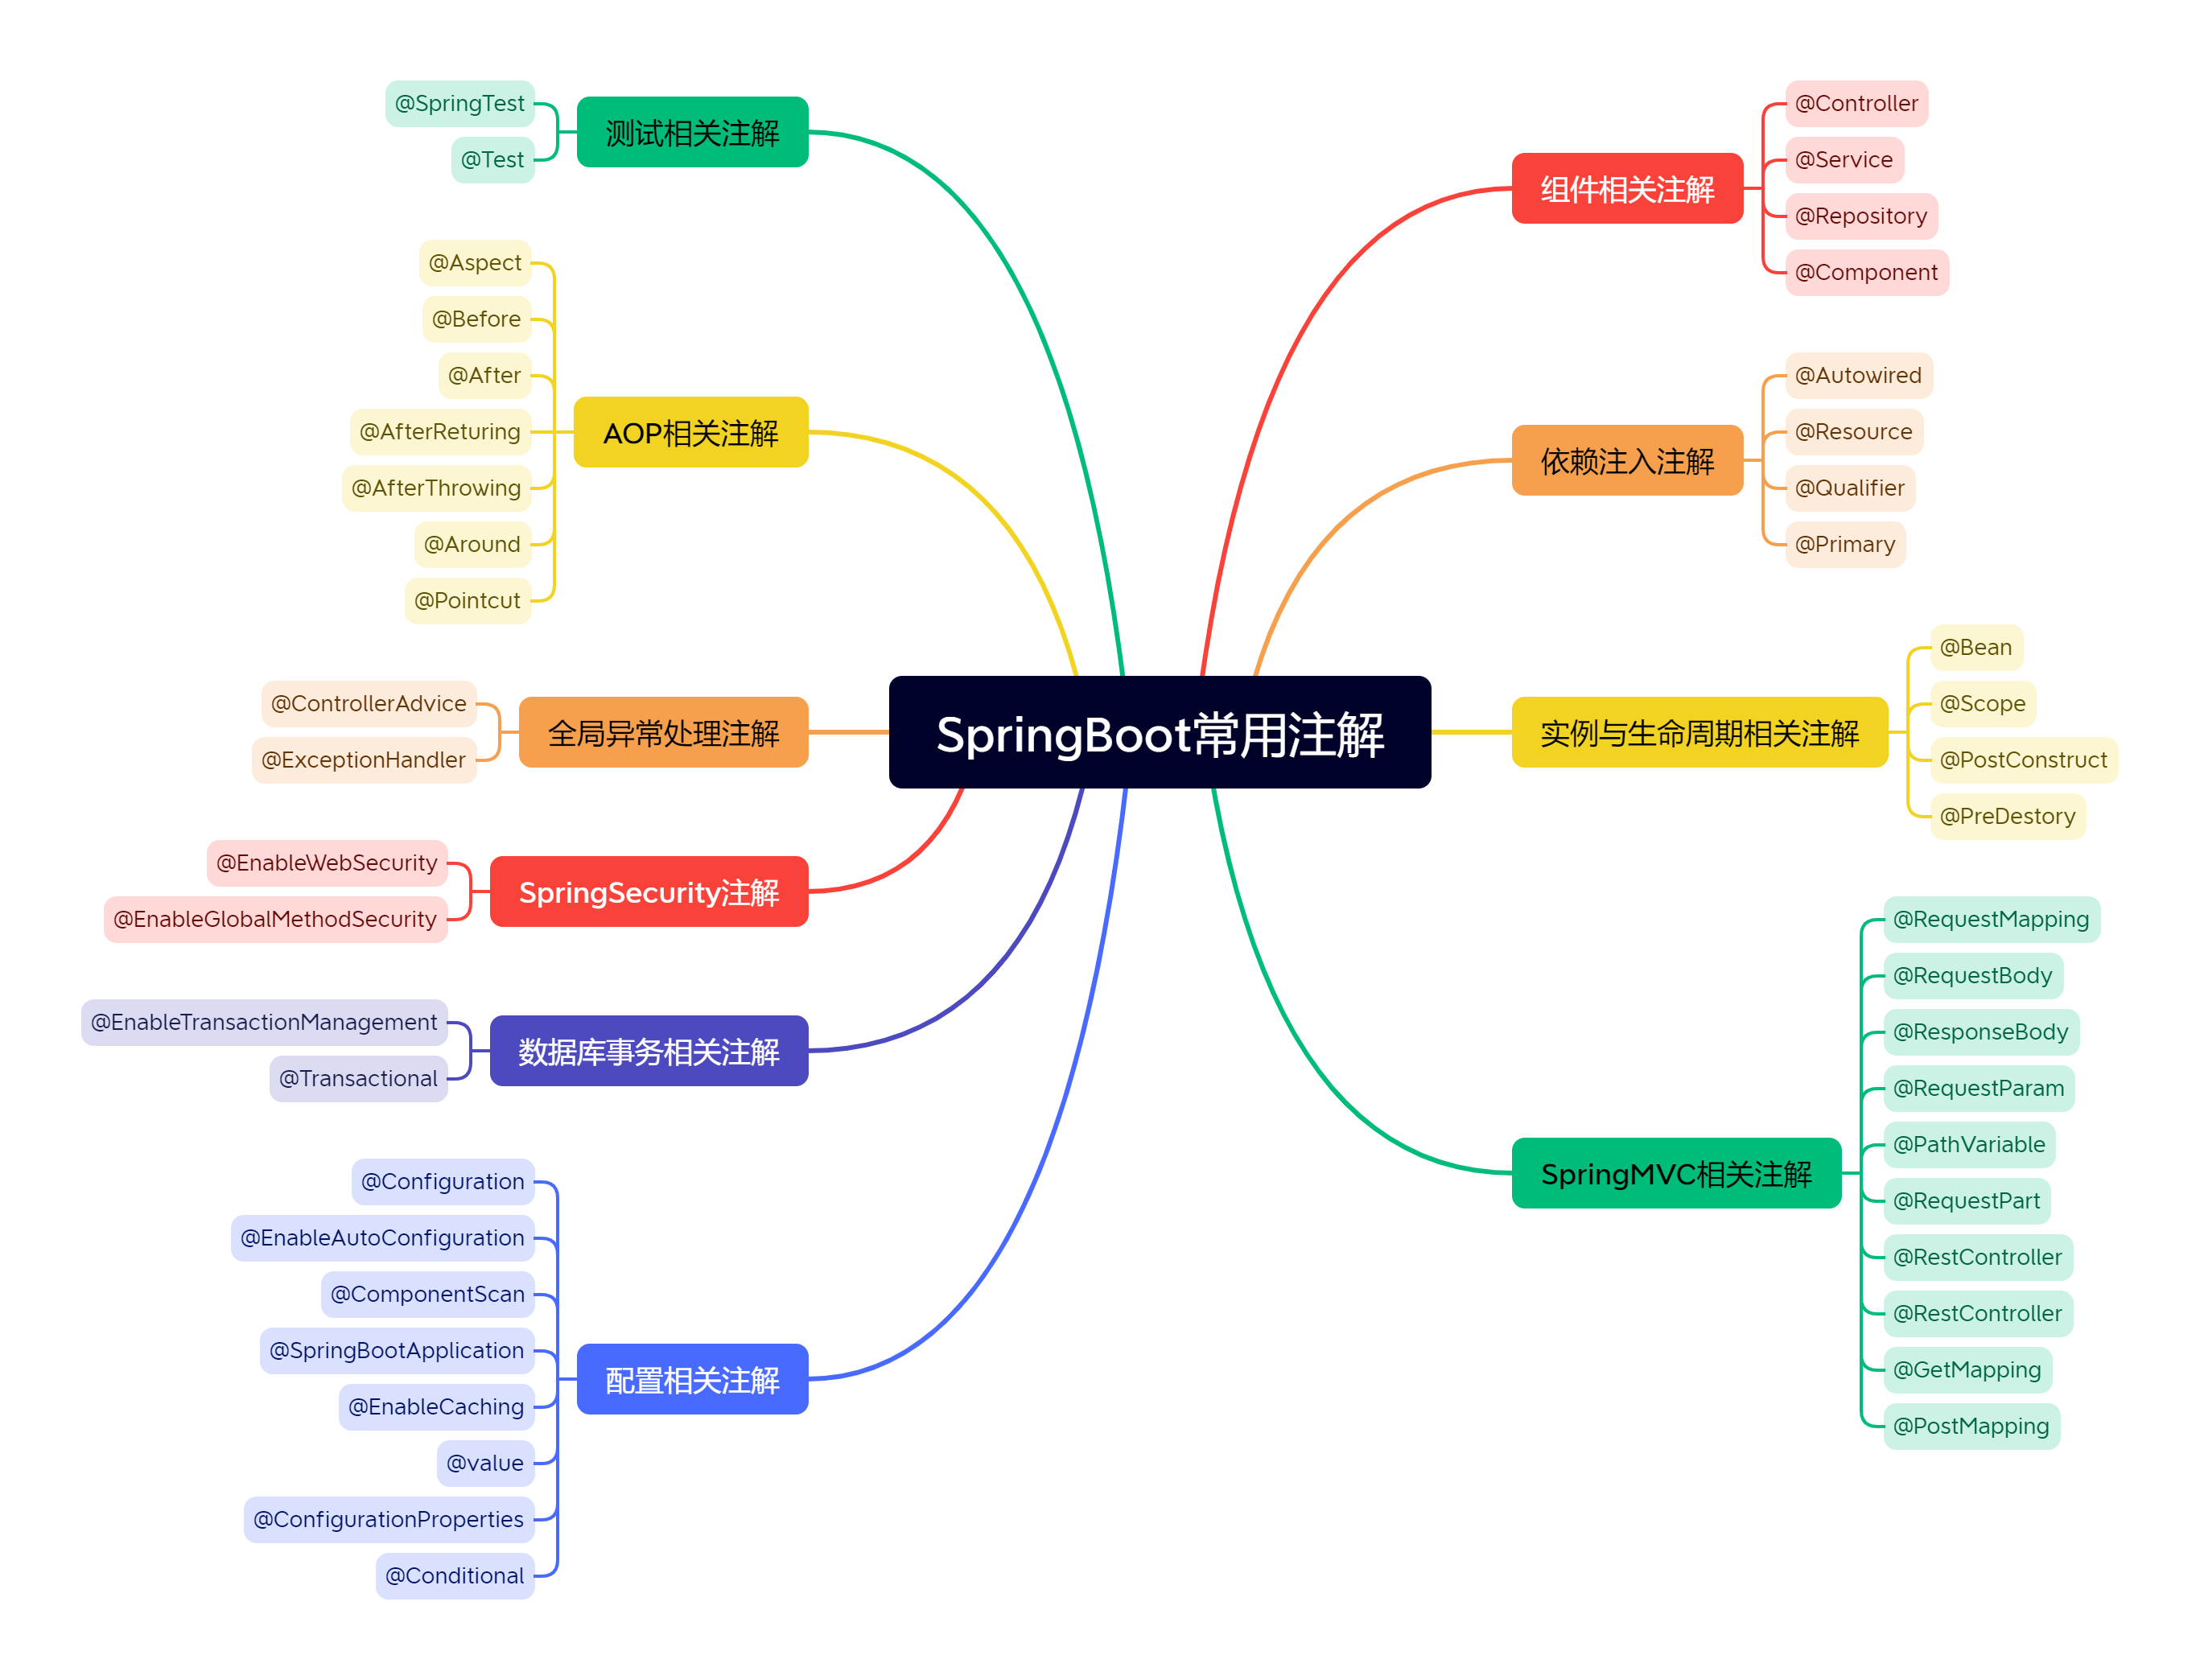 SpringBoot常用注解
组件相关注解
@Controller
@Service
@Repository
@Component
依赖注入注解
@Autowired
@Resource
@Qualifier
@Primary
实例与生命周期相关注解
@Bean
@Scope
@PostConstruct
@PreDestory
SpringMVC相关注解
@RequestMapping
@RequestBody
@ResponseBody
@RequestParam
@PathVariable
@RequestPart
@RestController
@RestController
@GetMapping
@PostMapping
测试相关注解
@SpringTest
@Test
AOP相关注解
@Aspect
@Before
@After
@AfterReturing
@AfterThrowing
@Around
@Pointcut
全局异常处理注解
@ControllerAdvice
@ExceptionHandler
SpringSecurity注解
@EnableWebSecurity
@EnableGlobalMethodSecurity
数据库事务相关注解
@EnableTransactionManagement
@Transactional
配置相关注解
@Configuration
@EnableAutoConfiguration
@ComponentScan
@SpringBootApplication
@EnableCaching
@value
@ConfigurationProperties
@Conditional